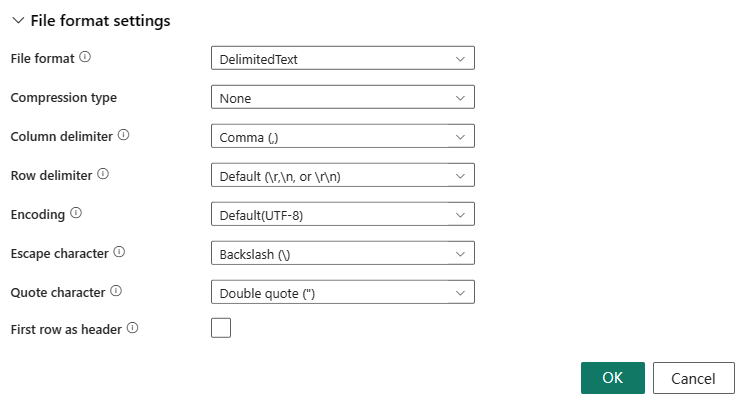 File format settings
File format DelimitedText
Compression type None
Column delimiter Comma (,)
Row delimiter Default (\r,\n, or \r\n)
Encoding Default(UTF-8)
Escape character Backslash (\)
Quote character Double quote (")
First row as header
OK Cancel